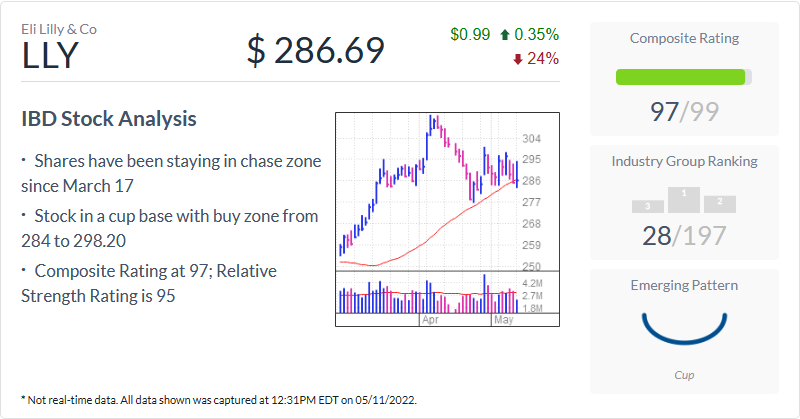 Eli Lilly & Co
LLY
$ 286.69
$0.99 0.35%
24%
IBD Stock Analysis
· Shares have been staying in chase zone
since March 17
· Stock in a cup base with buy zone from
284 to 298.20
· Composite Rating at 97; Relative
Strength Rating is 95
304
295
286
277
268
259
250
4.2M
2.7M
1.8M
Apr
May
Composite Rating
97/99
Industry Group Ranking
3
1
2
28/197
Emerging Pattern
Cup
* Not real-time data. All data shown was captured at 12:31PM EDT on 05/11/2022.